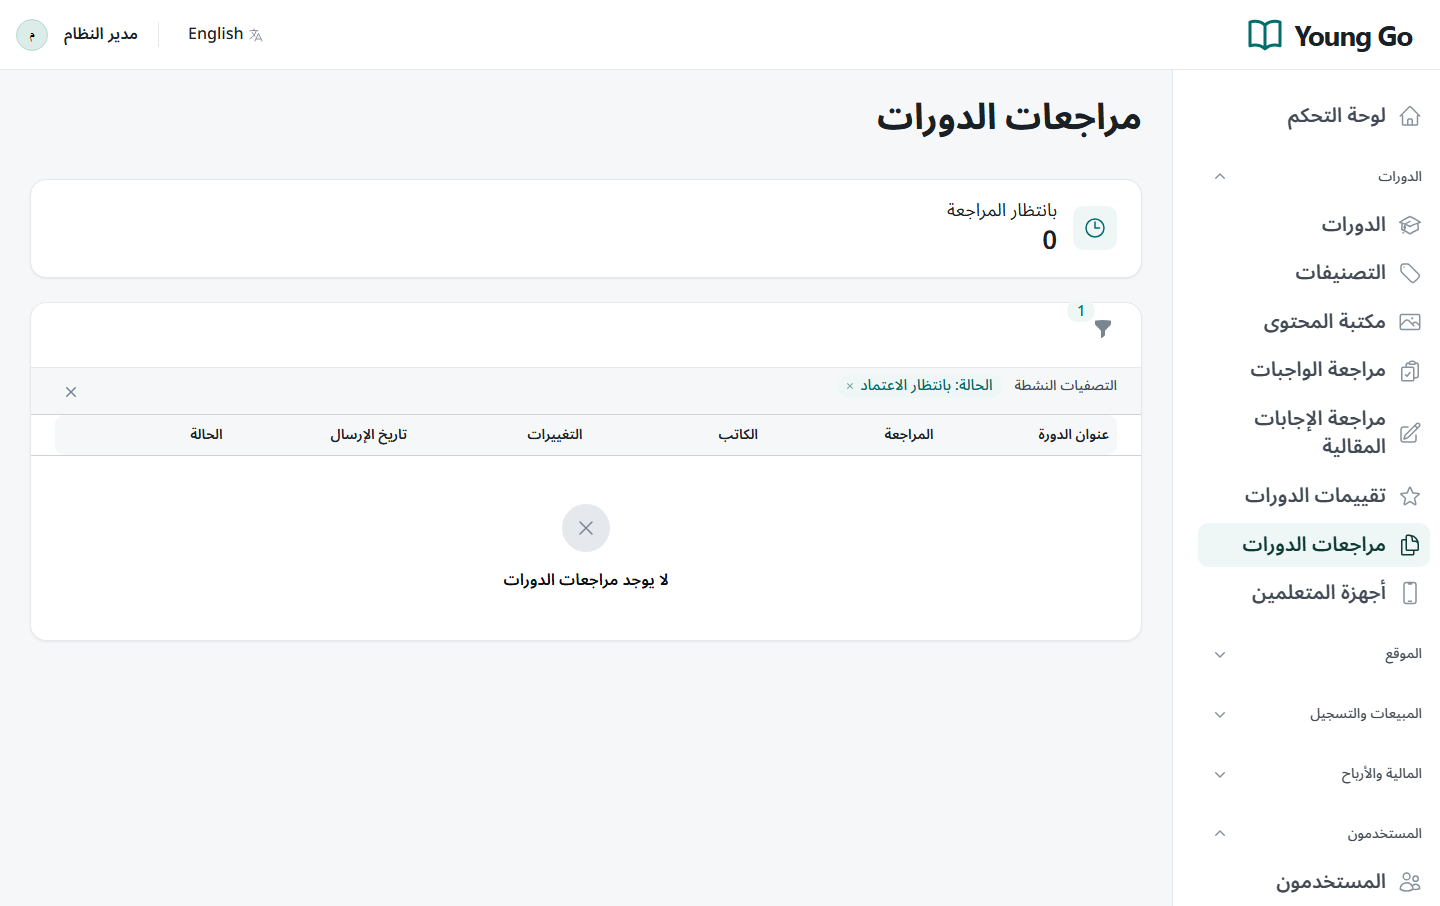 Young Go
English
مدير النظام
م
لوحة التحكم
الدورات
الدورات
التصنيفات
مكتبة المحتوى
مراجعة الواجبات
مراجعة الإجابات
المقالية
تقييمات الدورات
مراجعات الدورات
أجهزة المتعلمين
الموقع
المبيعات والتسجيل
المالية والأرباح
المستخدمون
المستخدمون
مراجعات الدورات
بانتظار المراجعة
0
1
التصفيات النشطة الحالة: بانتظار الاعتماد ×
عنوان الدورة المراجعة الكاتب التغييرات تاريخ الإرسال الحالة
لا يوجد مراجعات الدورات